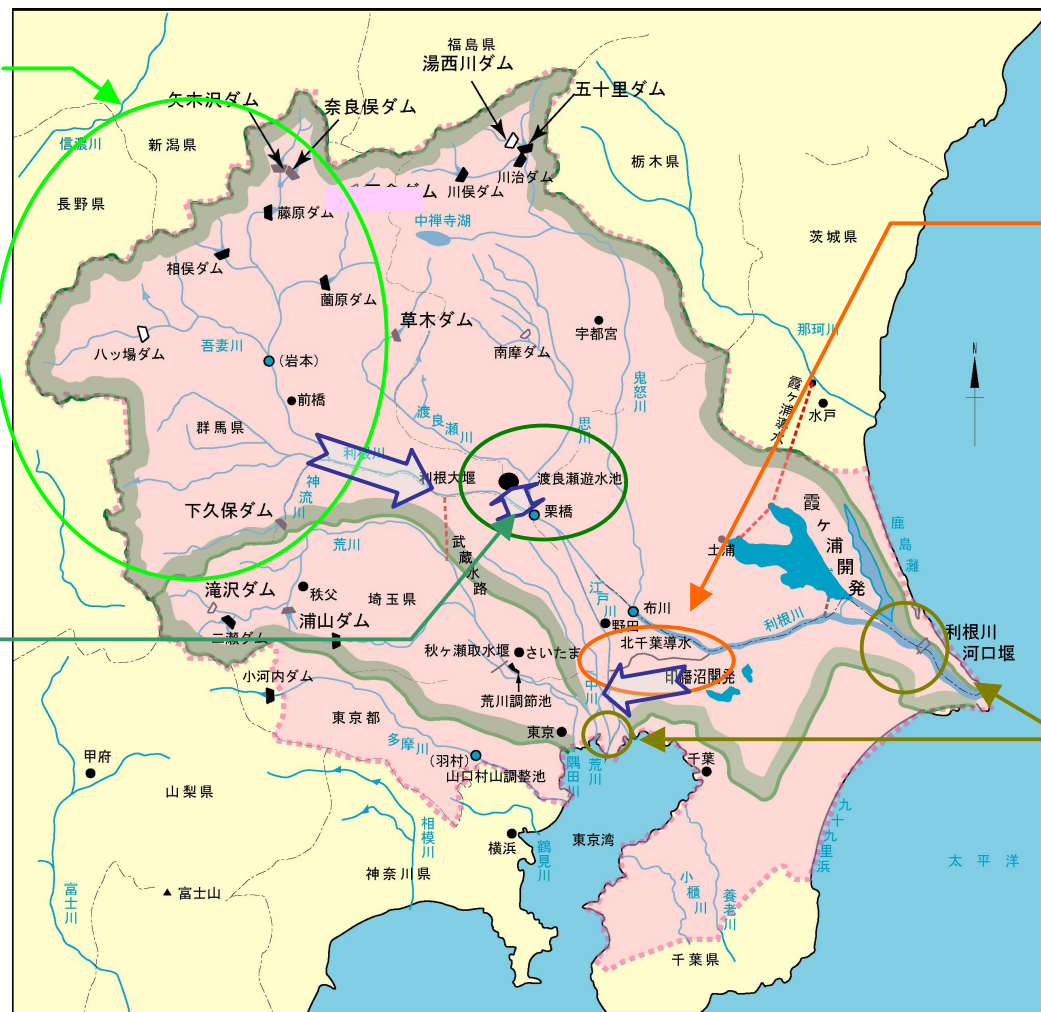 福島県
湯西川ダム
五十里ダム
矢木沢ダム
奈良俣ダム
信濃川
新潟県
栃木県
川俣ダム
川治ダム
長野県
藤原ダム
中禅寺湖
茨城県
相俣ダム
薗原ダム
草木ダム
宇都宮
那珂川
八ッ場ダム
吾妻川
(岩本)
南摩ダム
鬼怒川
霞ヶ浦導水
水戸
N
前橋
渡良瀬川
思川
群馬県
利根川
利根大堰
渡良瀬遊水池
神流川
下久保ダム
栗橋
霞ヶ浦開発
鹿島灘
荒川
武蔵水路
土浦
滝沢ダム
秩父
埼玉県
江戸川
布川
二瀬ダム
浦山ダム
野田
利根川
利根川
河口堰
北千葉導水
秋ヶ瀬取水堰
さいたま
中川
印旛沼開発
小河内ダム
荒川調節池
東京都
東京
多摩川
(羽村)
山口村山調整池
隅田川
荒川
千葉
甲府
山梨県
相模川
横浜
鶴見川
東京湾
九十九里浜
太平洋
神奈川県
富士山
富士川
小櫃川
養老川
千葉県